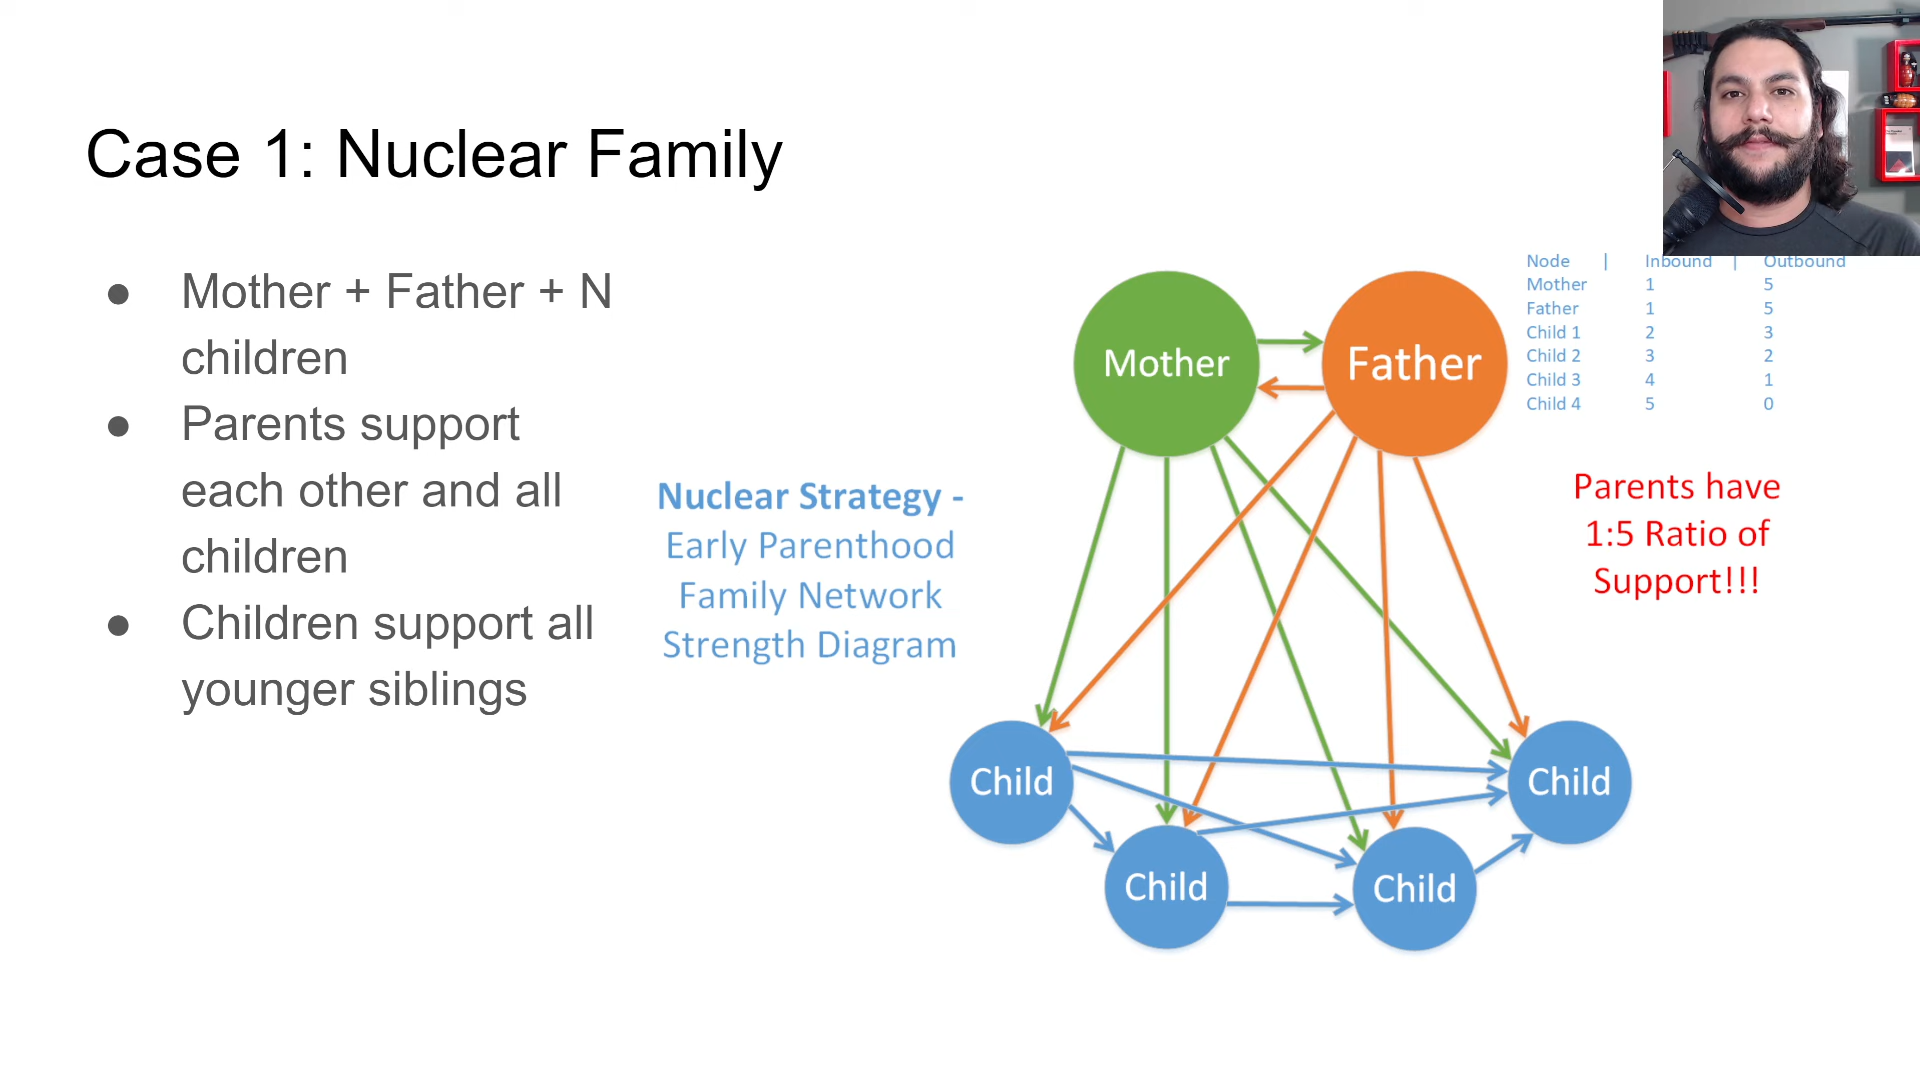 Case 1: Nuclear Family
● Mother + Father + N
children
● Parents support
each other and all
children
● Children support all
younger siblings
Nuclear Strategy -
Early Parenthood
Family Network
Strength Diagram
Mother
Father
Child
Child
Child
Child
Node | Inbound | Outbound
Mother 1 5
Father 1 5
Child 1 2 3
Child 2 3 2
Child 3 4 1
Child 4 5 0
Parents have
1:5 Ratio of
Support!!!